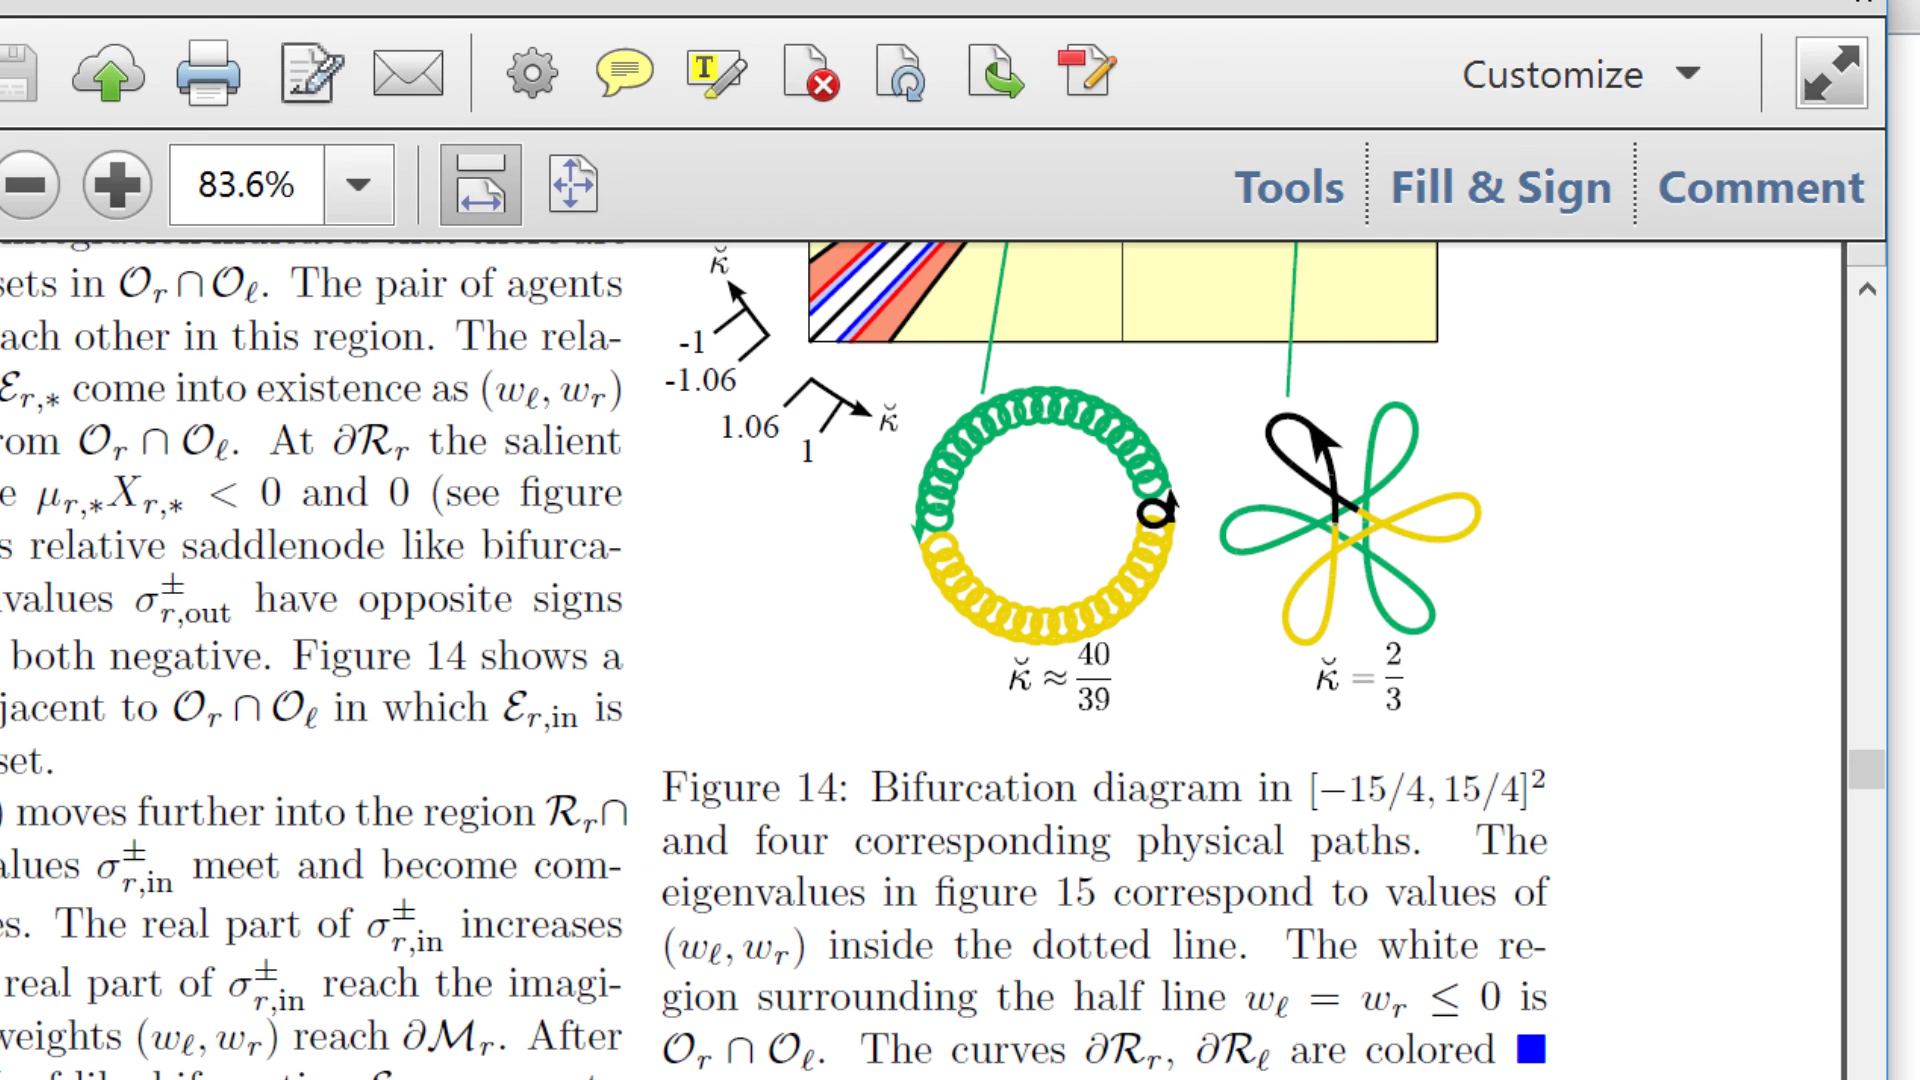 Customize
83.6%
Tools
Fill & Sign
Comment
sets in 𝒪r ∩ 𝒪ℓ. The pair of agents
ach other in this region. The rela-
ℰr,∗ come into existence as (wℓ, wr)
rom 𝒪r ∩ 𝒪ℓ. At ∂ℛr the salient
e μr,∗Xr,∗ < 0 and 0 (see figure
s relative saddlenode like bifurca-
values σ±r,out have opposite signs
both negative. Figure 14 shows a
jacent to 𝒪r ∩ 𝒪ℓ in which ℰr,in is
set.
) moves further into the region ℛr∩
alues σ±r,in meet and become com-
es. The real part of σ±r,in increases
real part of σ±r,in reach the imagi-
weights (wℓ, wr) reach ∂ℳr. After
κ̆
-1
-1.06
1.06
1
κ̆
κ̆ ≈ 40/39
κ̆ = 2/3
Figure 14: Bifurcation diagram in [−15/4, 15/4]²
and four corresponding physical paths. The
eigenvalues in figure 15 correspond to values of
(wℓ, wr) inside the dotted line. The white re-
gion surrounding the half line wℓ = wr ≤ 0 is
𝒪r ∩ 𝒪ℓ. The curves ∂ℛr, ∂ℛℓ are colored